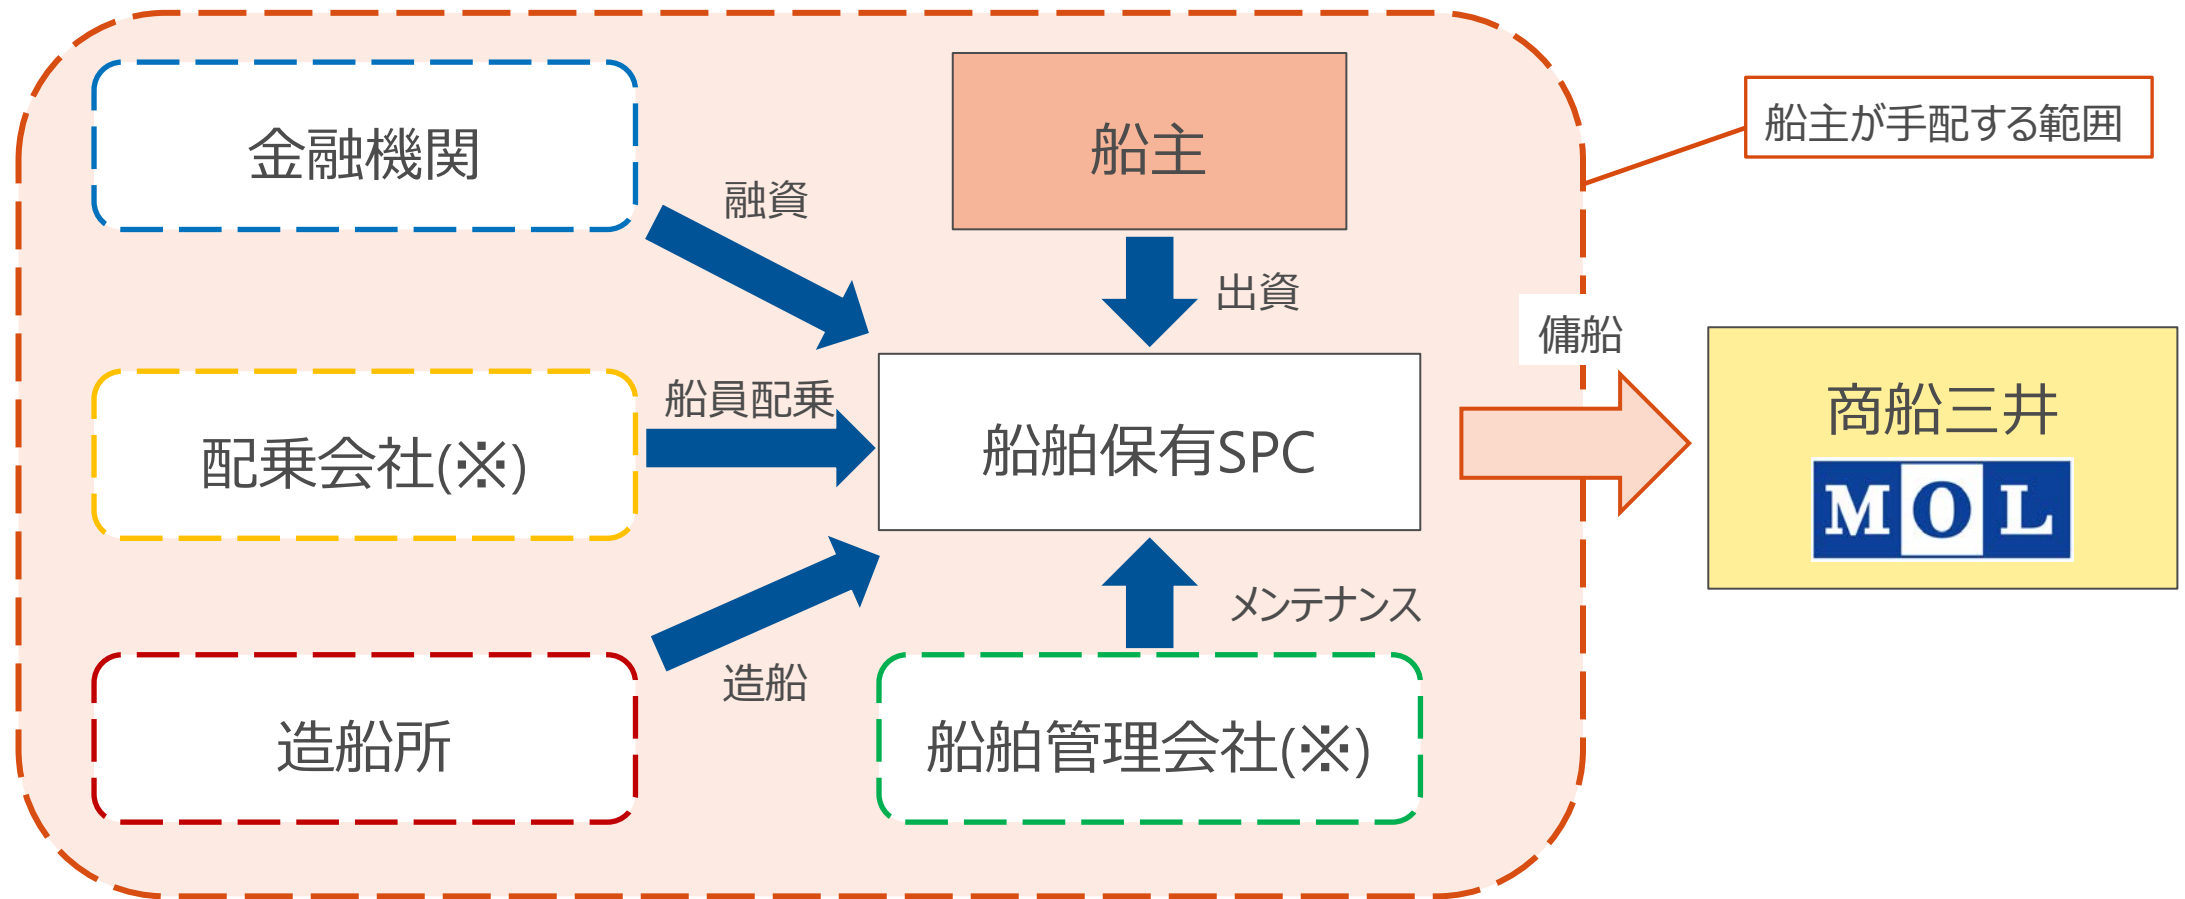 金融機関
船主
船主が手配する範囲
融資
出資
傭船
配乗会社(※)
船員配乗
船舶保有SPC
商船三井
MOL
メンテナンス
造船所
造船
船舶管理会社(※)